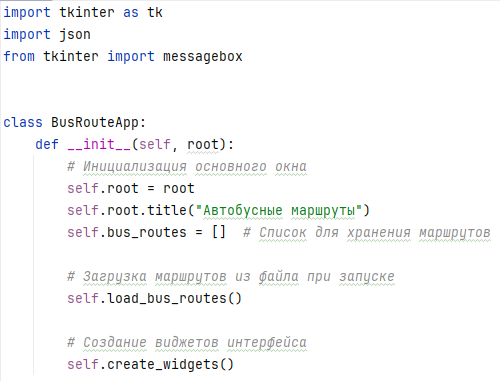 import tkinter as tk
import json
from tkinter import messagebox
class BusRouteApp:
def __init__(self, root):
# Инициализация основного окна
self.root = root
self.root.title("Автобусные маршруты")
self.bus_routes = []  # Список для хранения маршрутов
# Загрузка маршрутов из файла при запуске
self.load_bus_routes()
# Создание виджетов интерфейса
self.create_widgets()